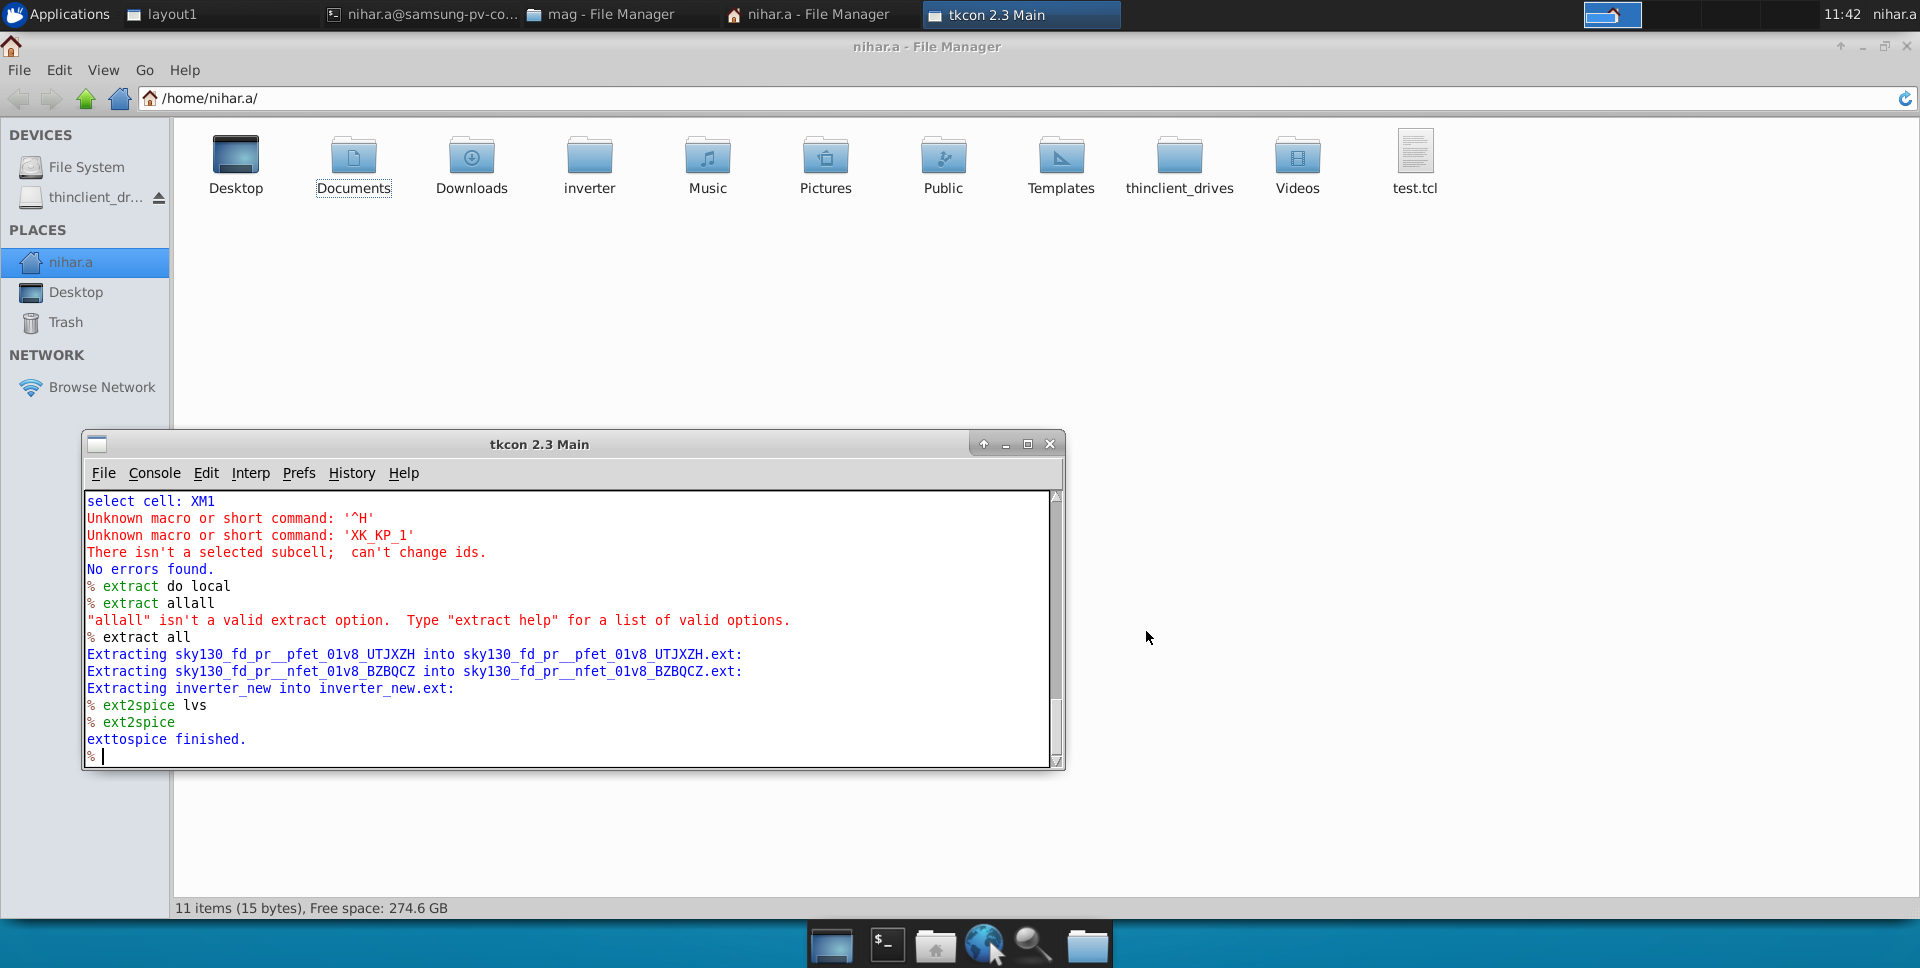 Applications
layout1
nihar.a@samsung-pv-co...
mag - File Manager
nihar.a - File Manager
tkcon 2.3 Main
11:42
nihar.a
nihar.a - File Manager
File Edit View Go Help
/home/nihar.a/
DEVICES
File System
thinclient_dr...
PLACES
nihar.a
Desktop
Trash
NETWORK
Browse Network
Desktop
Documents
Downloads
inverter
Music
Pictures
Public
Templates
thinclient_drives
Videos
test.tcl
tkcon 2.3 Main
File Console Edit Interp Prefs History Help
select cell: XM1
Unknown macro or short command: '^H'
Unknown macro or short command: 'XK_KP_1'
There isn't a selected subcell;  can't change ids.
No errors found.
% extract do local
% extract allall
"allall" isn't a valid extract option.  Type "extract help" for a list of valid options.
% extract all
Extracting sky130_fd_pr__pfet_01v8_UTJXZH into sky130_fd_pr__pfet_01v8_UTJXZH.ext:
Extracting sky130_fd_pr__nfet_01v8_BZBQCZ into sky130_fd_pr__nfet_01v8_BZBQCZ.ext:
Extracting inverter_new into inverter_new.ext:
% ext2spice lvs
% ext2spice
exttospice finished.
%
11 items (15 bytes), Free space: 274.6 GB
$_